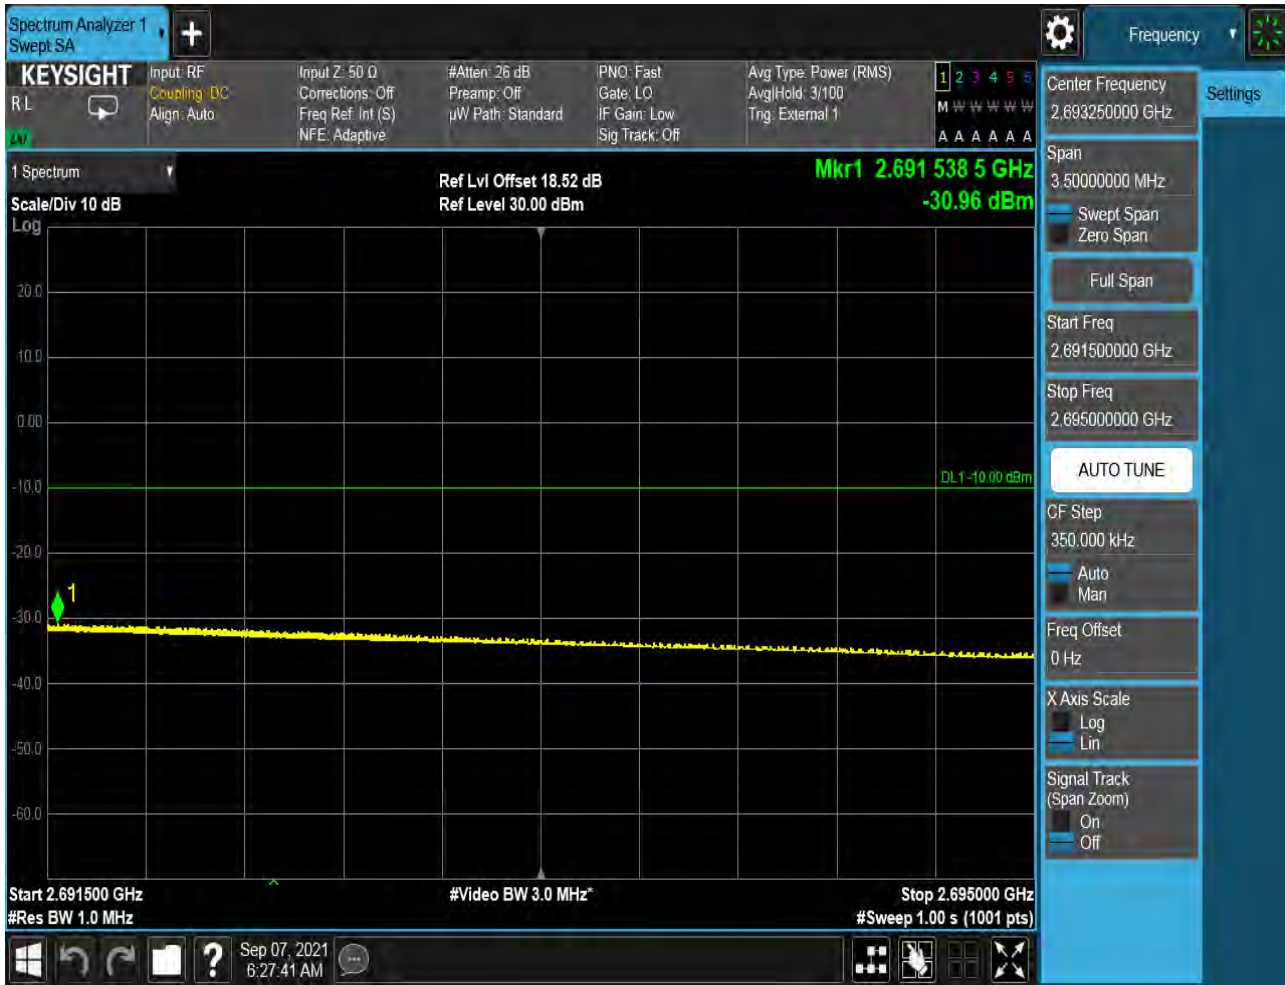 Spectrum Analyzer 1
Swept SA
Frequency
KEYSIGHT
R L
LXI
Input: RF
Coupling: DC
Align: Auto
Input Z: 50 Ω
Corrections: Off
Freq Ref: Int (S)
NFE: Adaptive
#Atten: 26 dB
Preamp: Off
µW Path: Standard
PNO: Fast
Gate: LO
IF Gain: Low
Sig Track: Off
Avg Type: Power (RMS)
Avg|Hold: 3/100
Trig: External 1
1 2 3 4 5 6
M W W W W W
A A A A A A
1 Spectrum
Scale/Div 10 dB
Log
Ref Lvl Offset 18.52 dB
Ref Level 30.00 dBm
Mkr1 2.691 538 5 GHz
-30.96 dBm
20.0
10.0
0.00
-10.0
-20.0
-30.0
-40.0
-50.0
-60.0
DL1 -10.00 dBm
1
Start 2.691500 GHz
#Res BW 1.0 MHz
#Video BW 3.0 MHz*
Stop 2.695000 GHz
#Sweep 1.00 s (1001 pts)
Sep 07, 2021
6:27:41 AM
Center Frequency
2.693250000 GHz
Settings
Span
3.50000000 MHz
Swept Span
Zero Span
Full Span
Start Freq
2.691500000 GHz
Stop Freq
2.695000000 GHz
AUTO TUNE
CF Step
350.000 kHz
Auto
Man
Freq Offset
0 Hz
X Axis Scale
Log
Lin
Signal Track
(Span Zoom)
On
Off